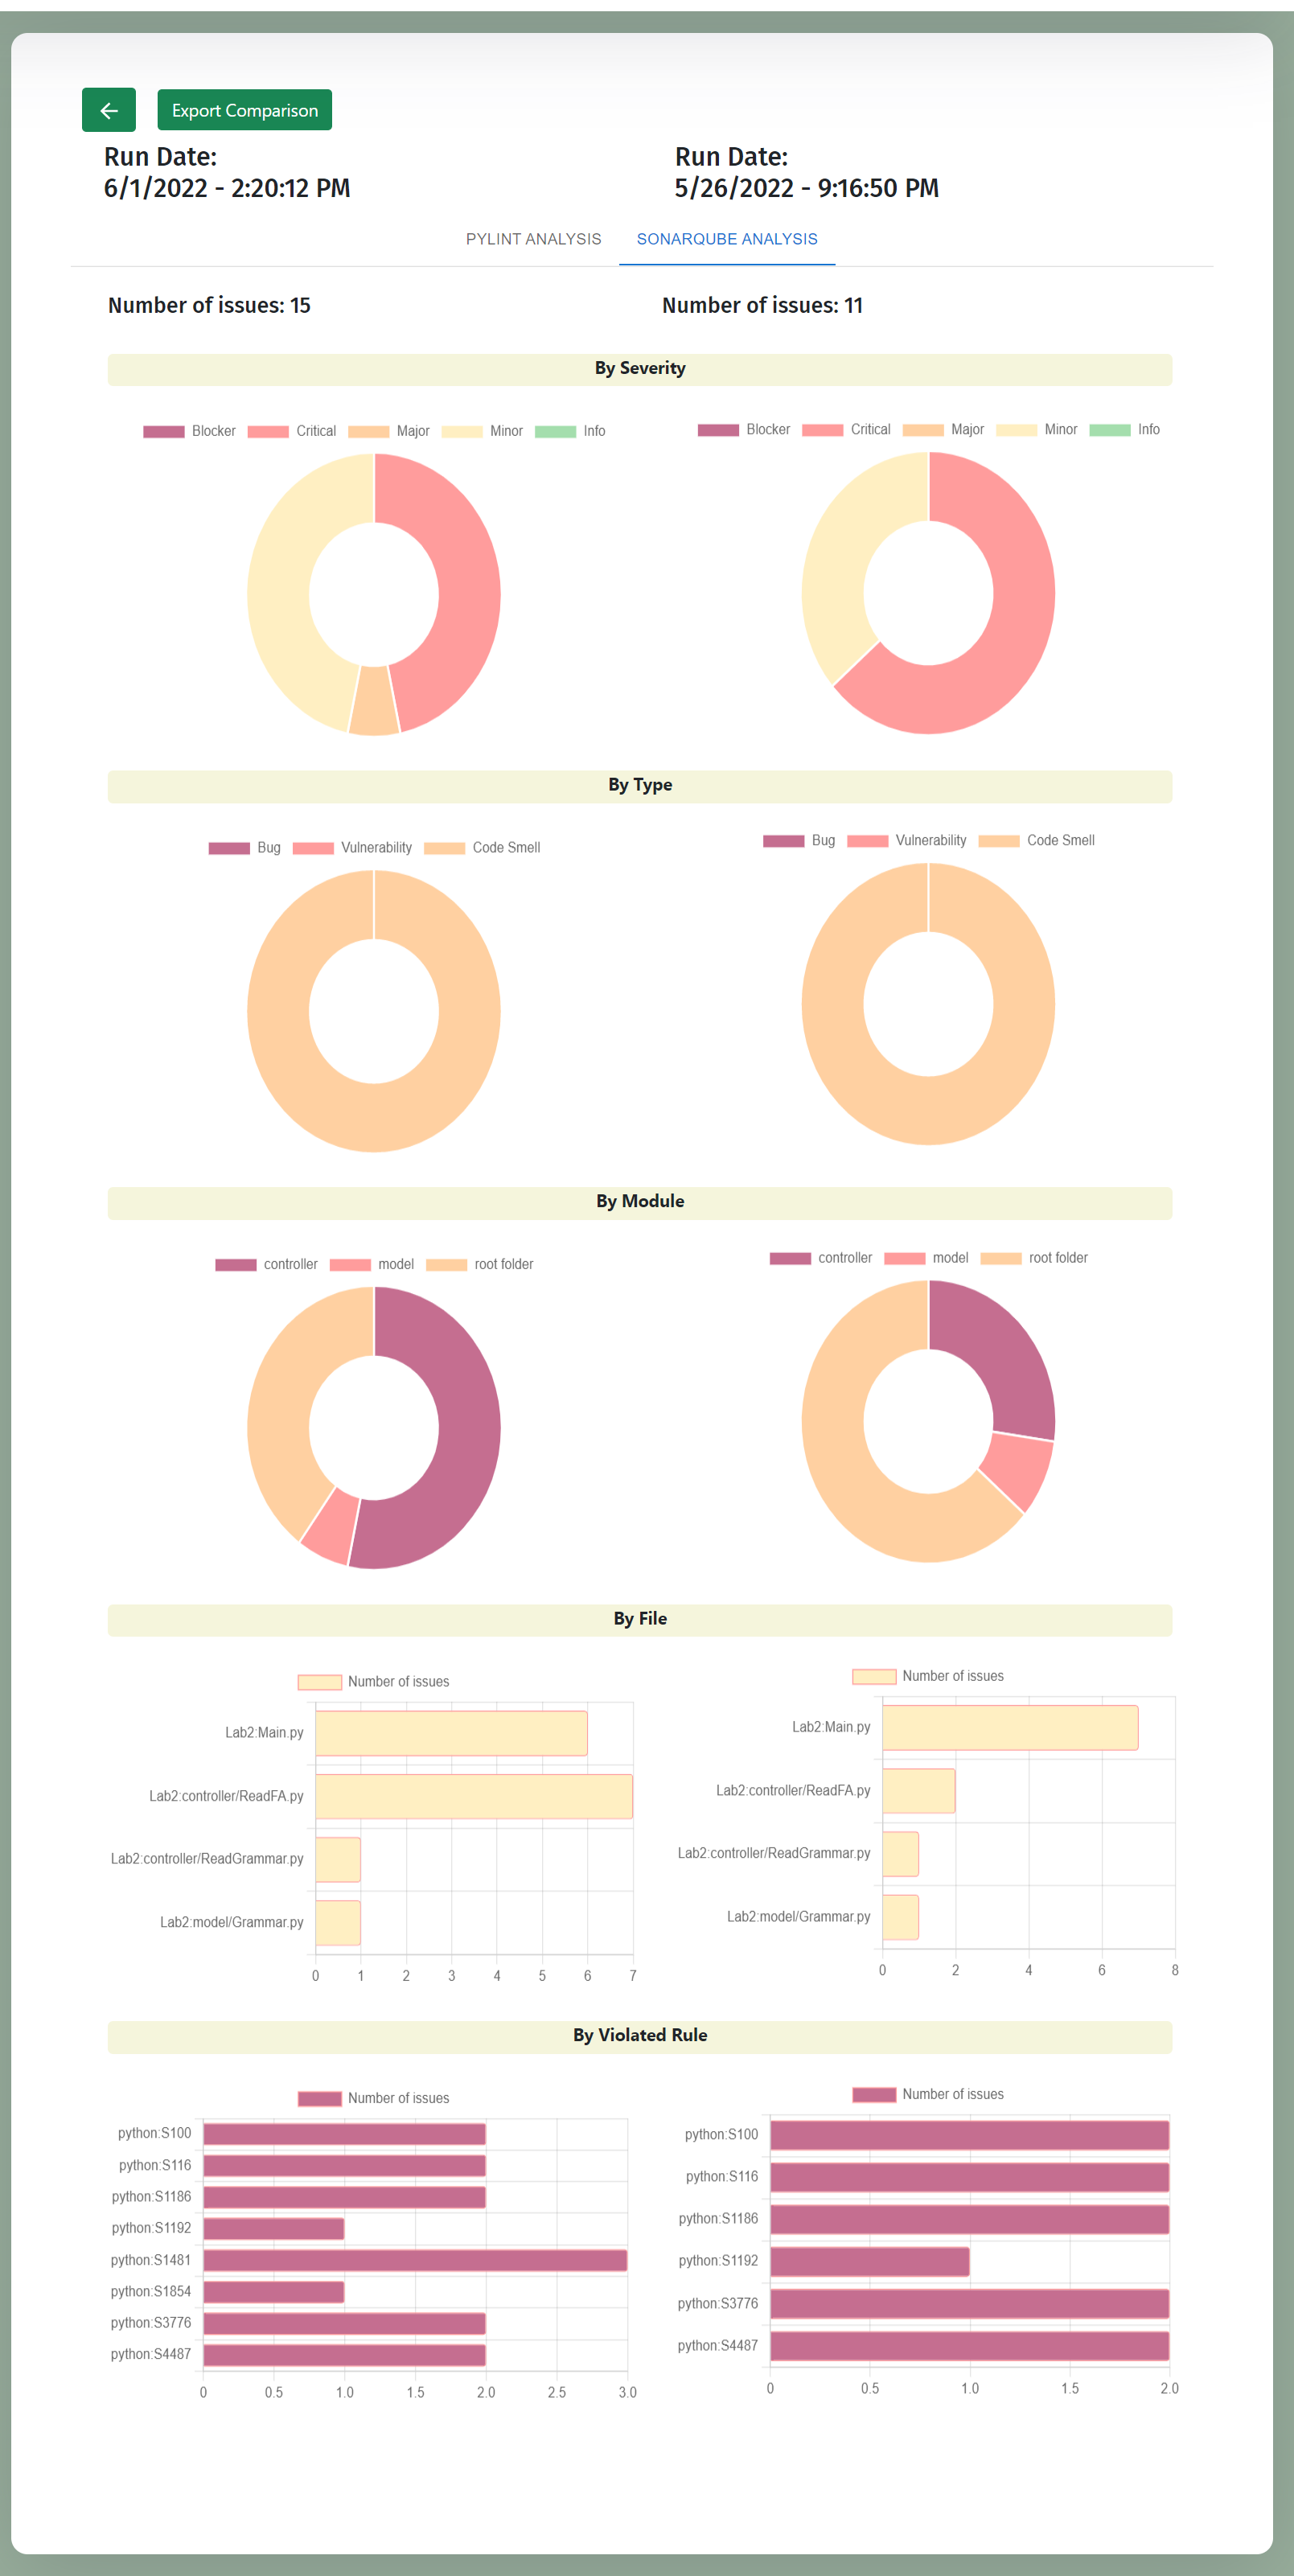 Export Comparison
Run Date:
6/1/2022 - 2:20:12 PM
Run Date:
5/26/2022 - 9:16:50 PM
PYLINT ANALYSIS SONARQUBE ANALYSIS
Number of issues: 15
Number of issues: 11
By Severity
Blocker Critical Major Minor Info
Blocker Critical Major Minor Info
By Type
Bug Vulnerability Code Smell
Bug Vulnerability Code Smell
By Module
controller model root folder
controller model root folder
By File
Number of issues
Lab2:Main.py
Lab2:controller/ReadFA.py
Lab2:controller/ReadGrammar.py
Lab2:model/Grammar.py
0 1 2 3 4 5 6 7
Number of issues
Lab2:Main.py
Lab2:controller/ReadFA.py
Lab2:controller/ReadGrammar.py
Lab2:model/Grammar.py
0 2 4 6 8
By Violated Rule
Number of issues
python:S100
python:S116
python:S1186
python:S1192
python:S1481
python:S1854
python:S3776
python:S4487
0 0.5 1.0 1.5 2.0 2.5 3.0
Number of issues
python:S100
python:S116
python:S1186
python:S1192
python:S3776
python:S4487
0 0.5 1.0 1.5 2.0